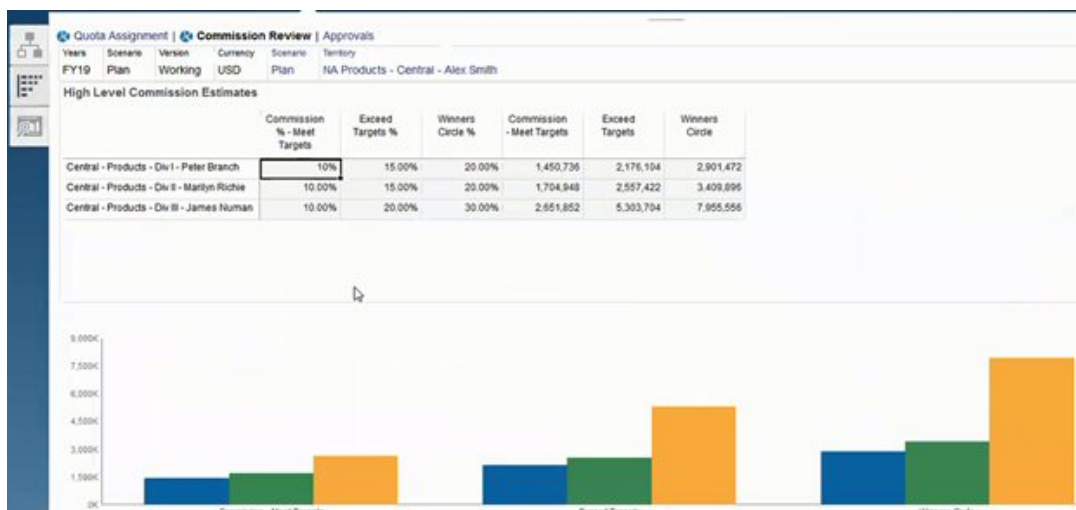 Quota Assignment | Commission Review | Approvals
Years Scenario Version Currency Scenario Territory
FY19 Plan Working USD Plan NA Products - Central - Alex Smith
High Level Commission Estimates
Commission % - Meet Targets Exceed Targets % Winners Circle % Commission - Meet Targets Exceed Targets Winners Circle
Central - Products - Div I - Peter Branch 10% 15.00% 20.00% 1,450,736 2,176,104 2,901,472
Central - Products - Div II - Marilyn Richie 10.00% 15.00% 20.00% 1,704,948 2,557,422 3,409,896
Central - Products - Div III - James Numan 10.00% 20.00% 30.00% 2,651,852 5,303,704 7,955,556
9,000K
7,500K
6,000K
4,500K
3,000K
1,500K
0K